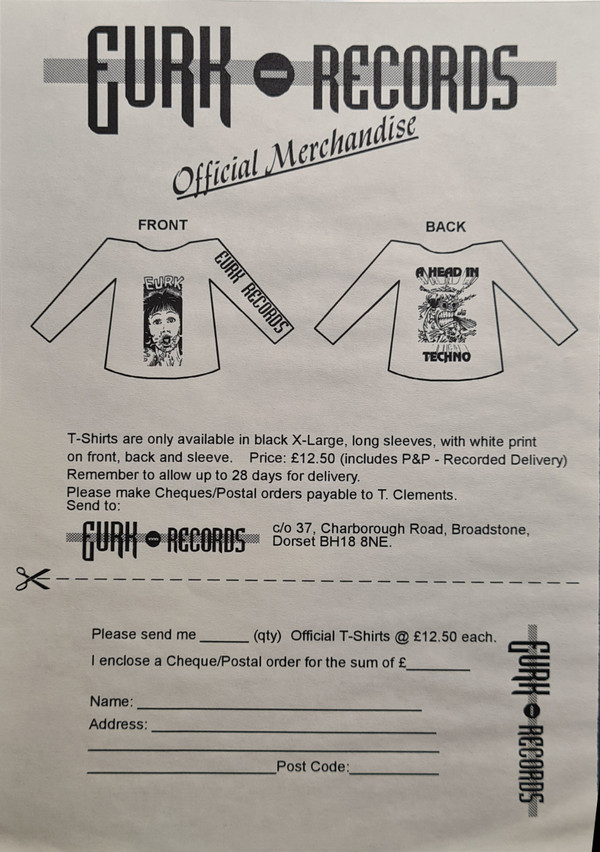 EURK RECORDS
Official Merchandise
FRONT
BACK
EURK
EURK RECORDS
A HEAD IN
TECHNO
T-Shirts are only available in black X-Large, long sleeves, with white print
on front, back and sleeve. Price: £12.50 (includes P&P - Recorded Delivery)
Remember to allow up to 28 days for delivery.
Please make Cheques/Postal orders payable to T. Clements.
Send to:
EURK RECORDS
c/o 37, Charborough Road, Broadstone,
Dorset BH18 8NE.
Please send me ______ (qty) Official T-Shirts @ £12.50 each.
I enclose a Cheque/Postal order for the sum of £________
Name: ________
Address: ________
Post Code: ________
EURK RECORDS